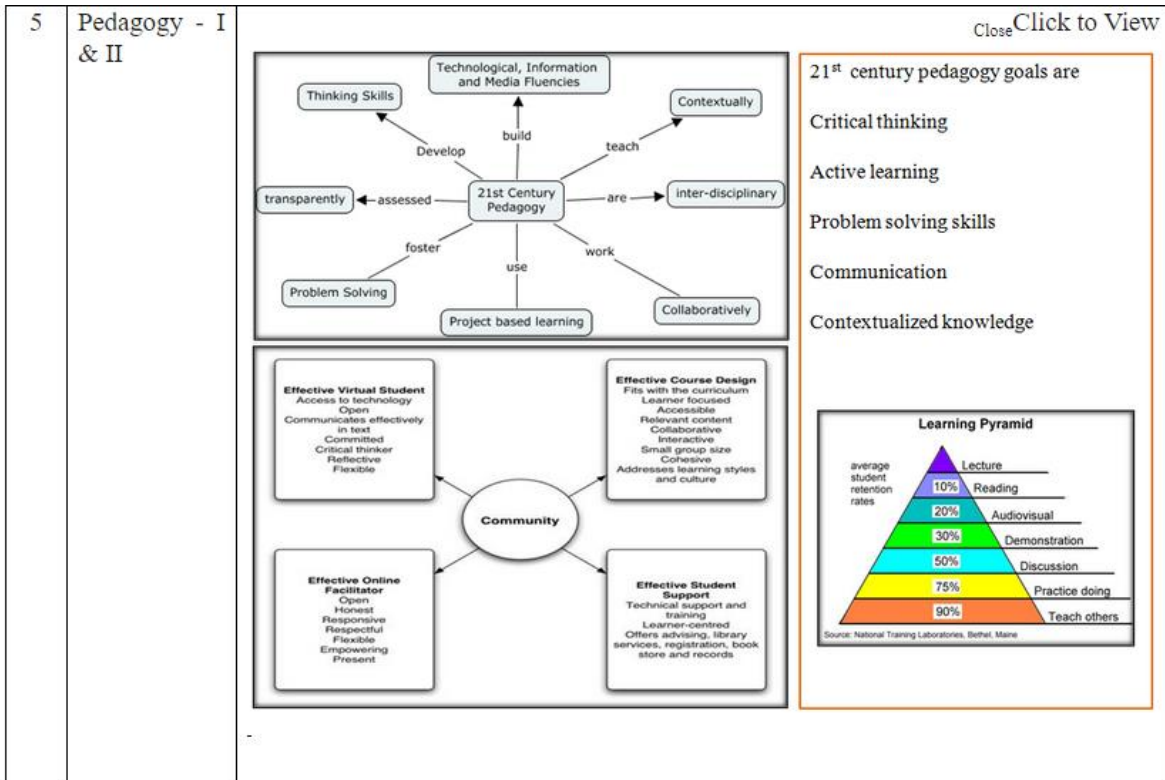 5
Pedagogy - I
& II
CloseClick to View
Technological, Information
and Media Fluencies
Thinking Skills
Contextually
build
Develop
teach
transparently
assessed
21st Century
Pedagogy
are
inter-disciplinary
foster
use
work
Problem Solving
Project based learning
Collaboratively
Effective Virtual Student
Access to technology
Open
Communicates effectively
in text
Committed
Critical thinker
Reflective
Flexible
Effective Course Design
Fits with the curriculum
Learner focused
Accessible
Relevant content
Collaborative
Interactive
Small group size
Cohesive
Addresses learning styles
and culture
Community
Effective Online
Facilitator
Open
Honest
Responsive
Respectful
Flexible
Empowering
Present
Effective Student
Support
Technical support and
training
Learner-centred
Offers advising, library
services, registration, book
store and records
21st century pedagogy goals are
Critical thinking
Active learning
Problem solving skills
Communication
Contextualized knowledge
Learning Pyramid
average
student
retention
rates
Lecture
10% Reading
20% Audiovisual
30% Demonstration
50% Discussion
75% Practice doing
90% Teach others
Source: National Training Laboratories, Bethel, Maine
-